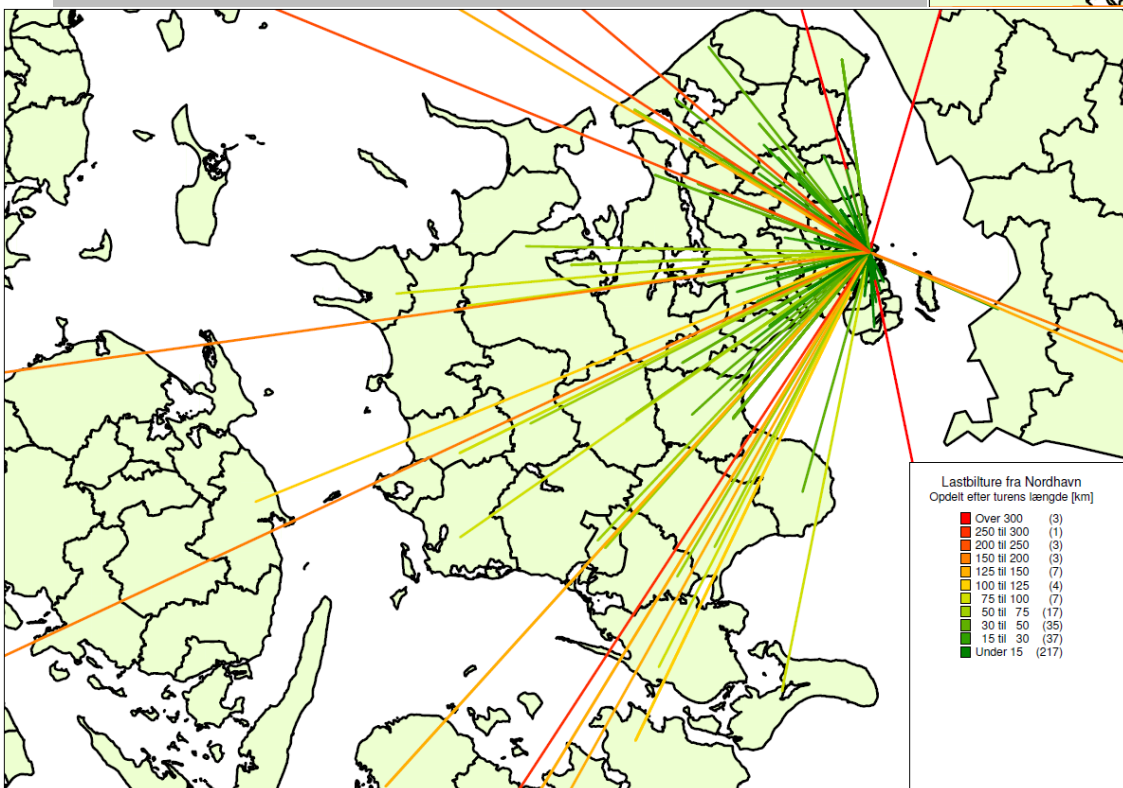 Lastbilture fra Nordhavn
Opdelt efter turens længde [km]
Over 300 (3)
250 til 300 (1)
200 til 250 (3)
150 til 200 (3)
125 til 150 (7)
100 til 125 (4)
75 til 100 (7)
50 til 75 (17)
30 til 50 (35)
15 til 30 (37)
Under 15 (217)